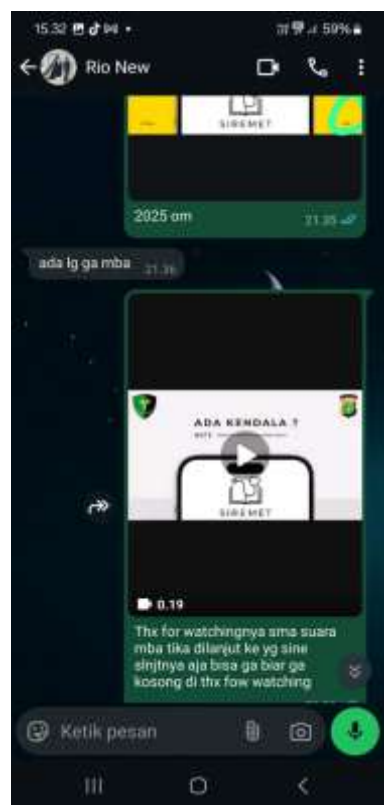 15.32
59%
Rio New
SIREMET
2025 om
21.35
ada lg ga mba
21.36
ADA KENDALA ?
SIREMET
0.19
Thx for watchingnya sma suara
mba tika dilanjut ke yg sine
slnjtnya aja bisa ga biar ga
kosong di thx fow watching
Ketik pesan